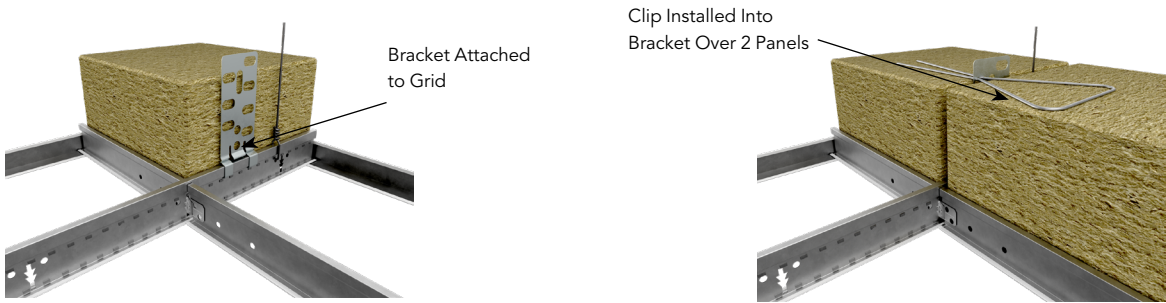 Bracket Attached
to Grid
Clip Installed Into
Bracket Over 2 Panels